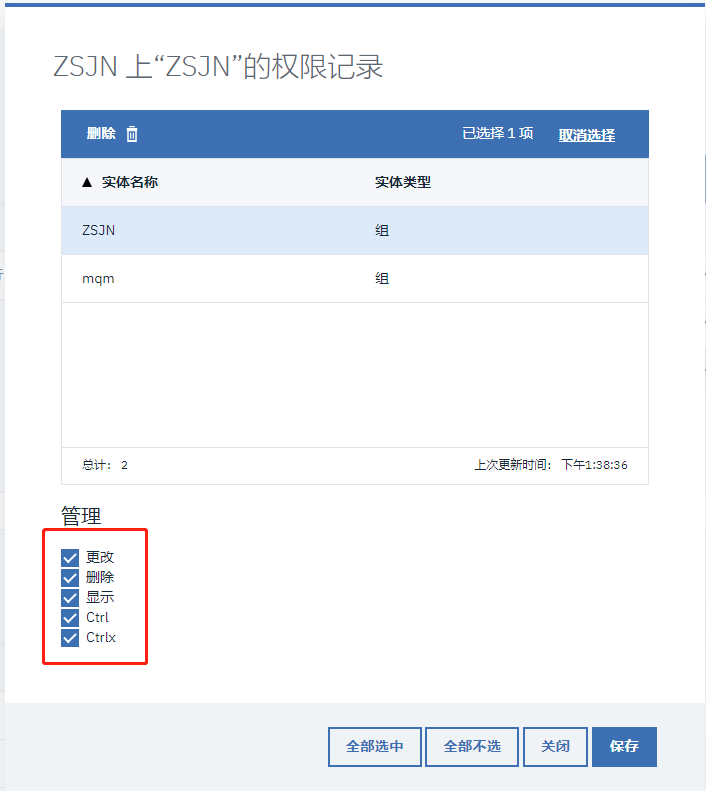 ZSJN 上“ZSJN”的权限记录
删除 已选择 1 项 取消选择
▲ 实体名称 实体类型
ZSJN 组
mqm 组
总计： 2 上次更新时间： 下午1:38:36
管理
更改
删除
显示
Ctrl
Ctrlx
全部选中 全部不选 关闭 保存